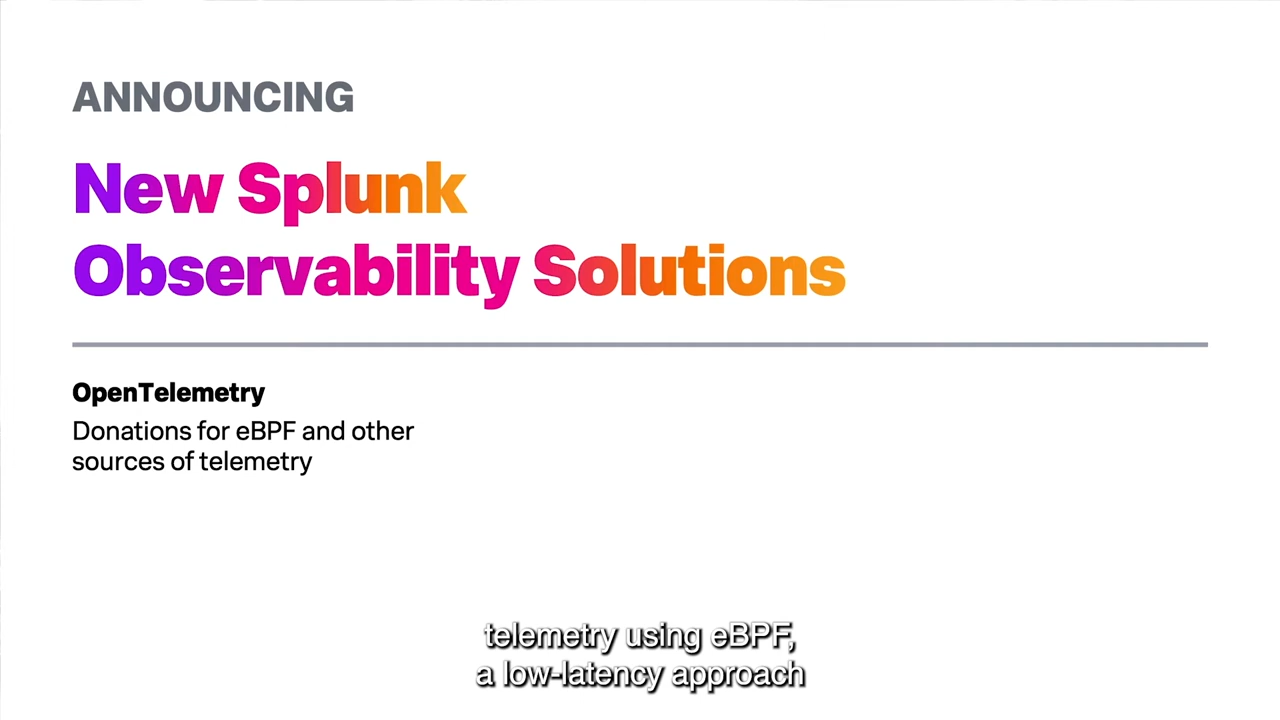 ANNOUNCING
New Splunk
Observability Solutions
OpenTelemetry
Donations for eBPF and other
sources of telemetry
telemetry using eBPF,
a low-latency approach